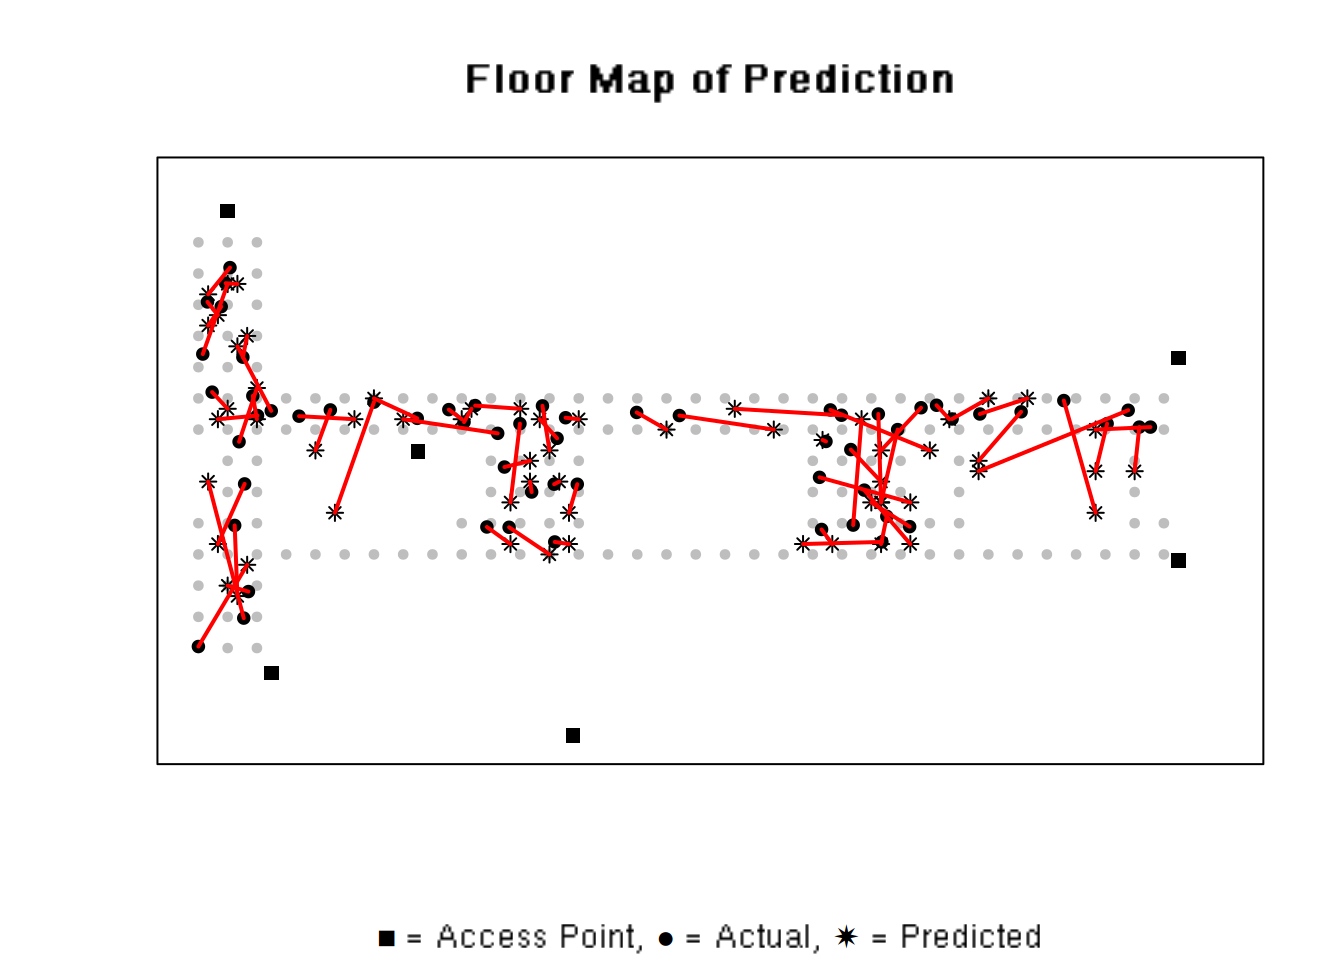 Floor Map of Prediction
■ = Access Point, ● = Actual, ✷ = Predicted